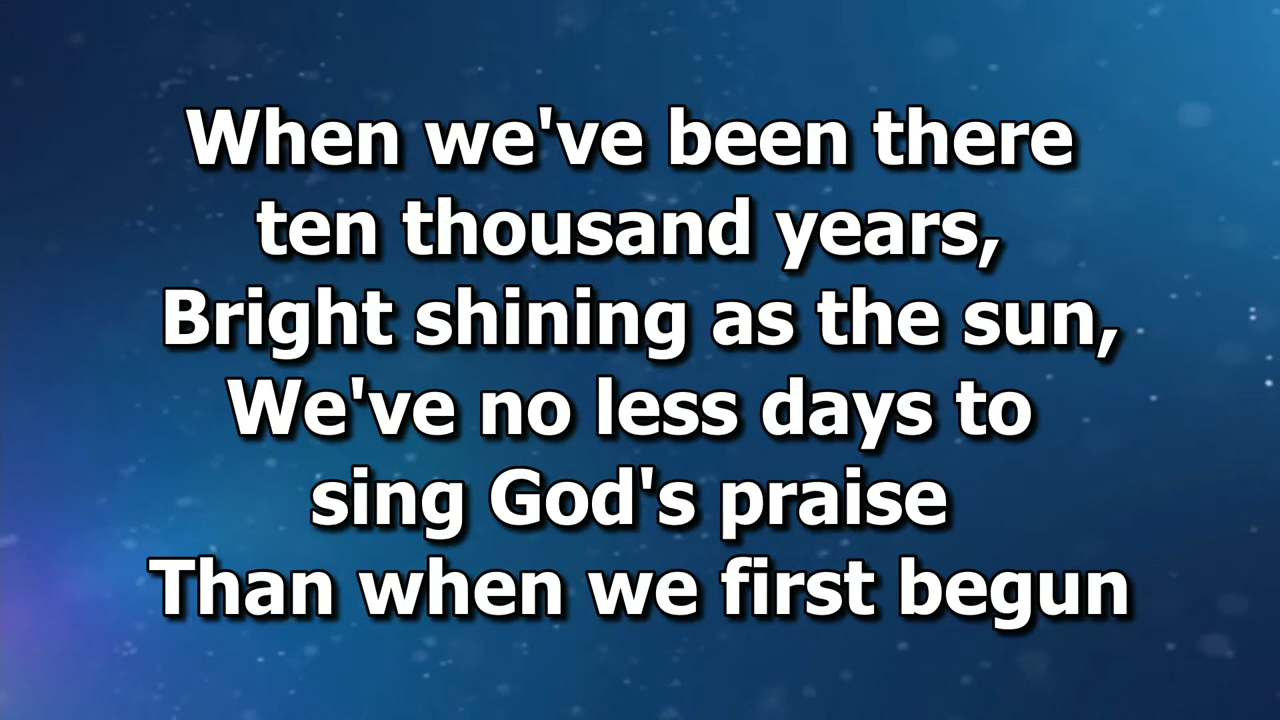 When we've been there
ten thousand years,
Bright shining as the sun,
We've no less days to
sing God's praise
Than when we first begun